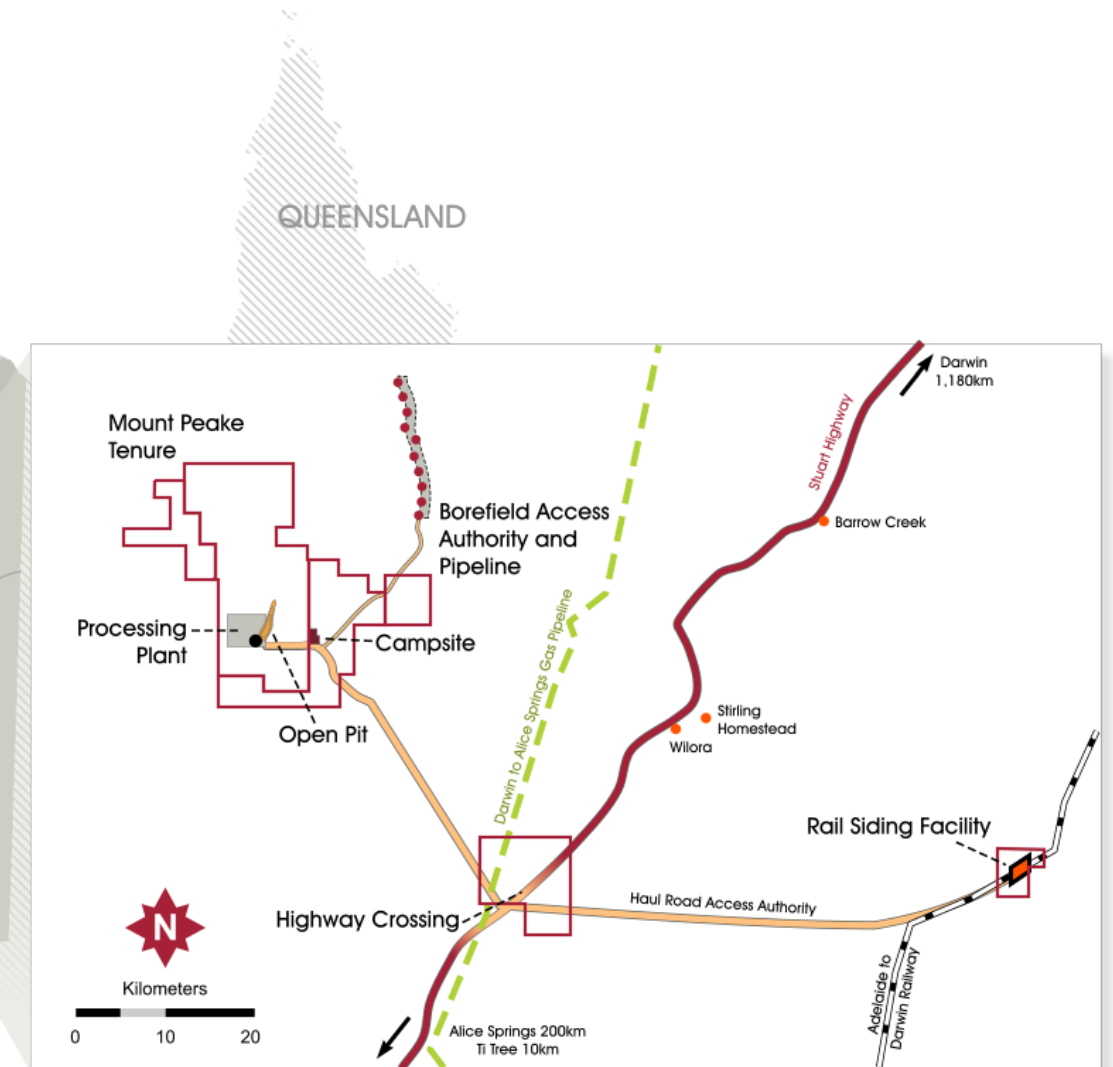 QUEENSLAND
Darwin
1,180km
Stuart Highway
Mount Peake
Tenure
Borefield Access
Authority and
Pipeline
Barrow Creek
Darwin to Alice Springs Gas Pipeline
Processing
Plant
Campsite
Open Pit
Stirling
Homestead
Wilora
Rail Siding Facility
Haul Road Access Authority
Highway Crossing
N
Kilometers
0 10 20
Alice Springs 200km
Ti Tree 10km
Adelaide to
Darwin Railway